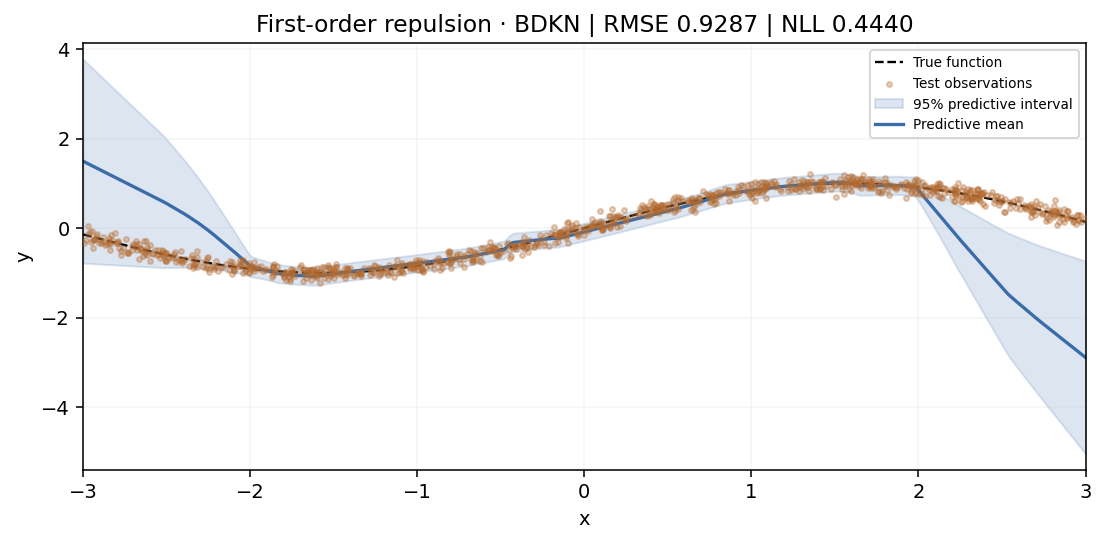 First-order repulsion · BDKN | RMSE 0.9287 | NLL 0.4440
4
2
0
−2
−4
y
True function
Test observations
95% predictive interval
Predictive mean
−3
−2
−1
0
1
2
3
x